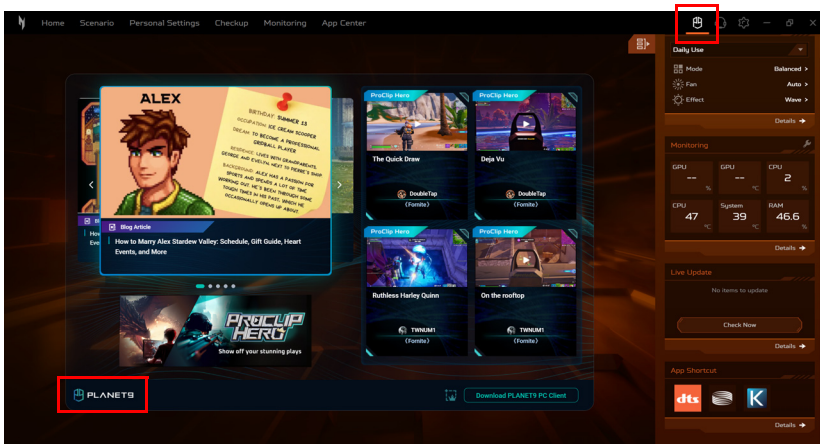 Home Scenario Personal Settings Checkup Monitoring App Center
ALEX
BIRTHDAY: SUMMER 13
OCCUPATION: ICE CREAM SCOOPER
DREAM: TO BECOME A PROFESSIONAL
GRIDBALL PLAYER
RESIDENCE: LIVES WITH GRANDPARENTS,
GEORGE AND EVELYN, NEXT TO PIERRE'S SHOP
BACKGROUND: ALEX HAS A PASSION FOR
SPORTS AND SPENDS A LOT OF TIME
WORKING OUT. HE'S BEEN THROUGH SOME
TOUGH TIMES IN HIS PAST, WHICH HE
OCCASIONALLY OPENS UP ABOUT.
Blog Article
How to Marry Alex Stardew Valley: Schedule, Gift Guide, Heart
Events, and More
Bl
How
Eve
PROCLIP
HERO
Show off your stunning plays
ProClip Hero
The Quick Draw
DoubleTap
(Fornite)
ProClip Hero
Deja Vu
DoubleTap
(Fornite)
ProClip Hero
Ruthless Harley Quinn
TWNUM1
(Fornite)
ProClip Hero
On the rooftop
TWNUM1
(Fornite)
PLANET9
Download PLANET9 PC Client
Daily Use
Mode Balanced >
Fan Auto >
Effect Wave >
Details →
Monitoring
GPU -- %
GPU -- °C
CPU 2 %
CPU 47 °C
System 39 °C
RAM 46.6 %
Details →
Live Update
No items to update
Check Now
Details →
App Shortcut
dts
K
Details →